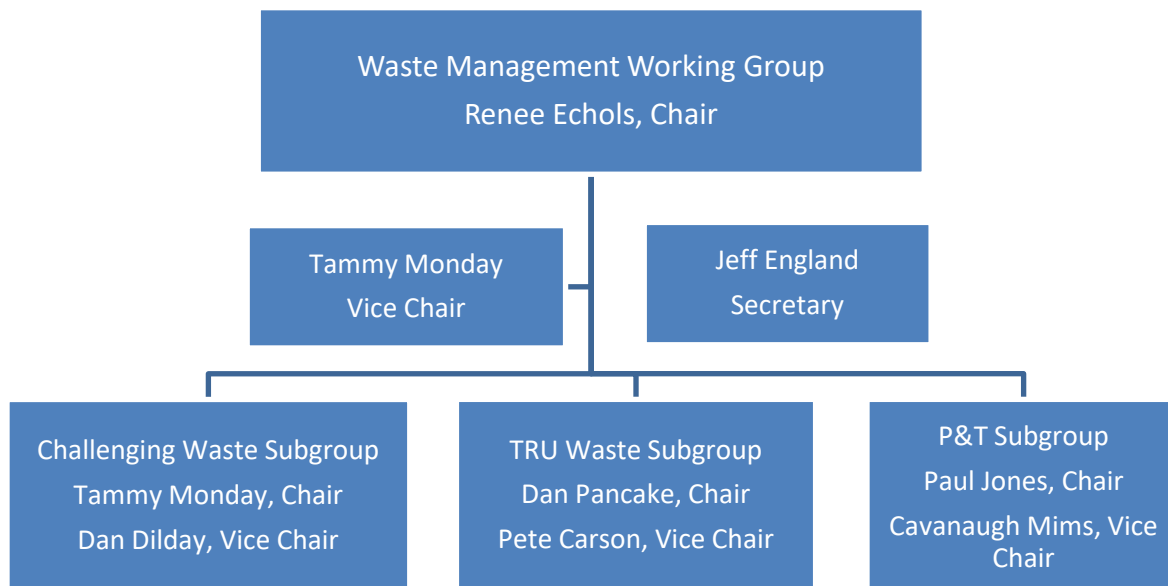 Waste Management Working Group
Renee Echols, Chair
Tammy Monday
Vice Chair
Jeff England
Secretary
Challenging Waste Subgroup
Tammy Monday, Chair
Dan Dilday, Vice Chair
TRU Waste Subgroup
Dan Pancake, Chair
Pete Carson, Vice Chair
P&T Subgroup
Paul Jones, Chair
Cavanaugh Mims, Vice
Chair